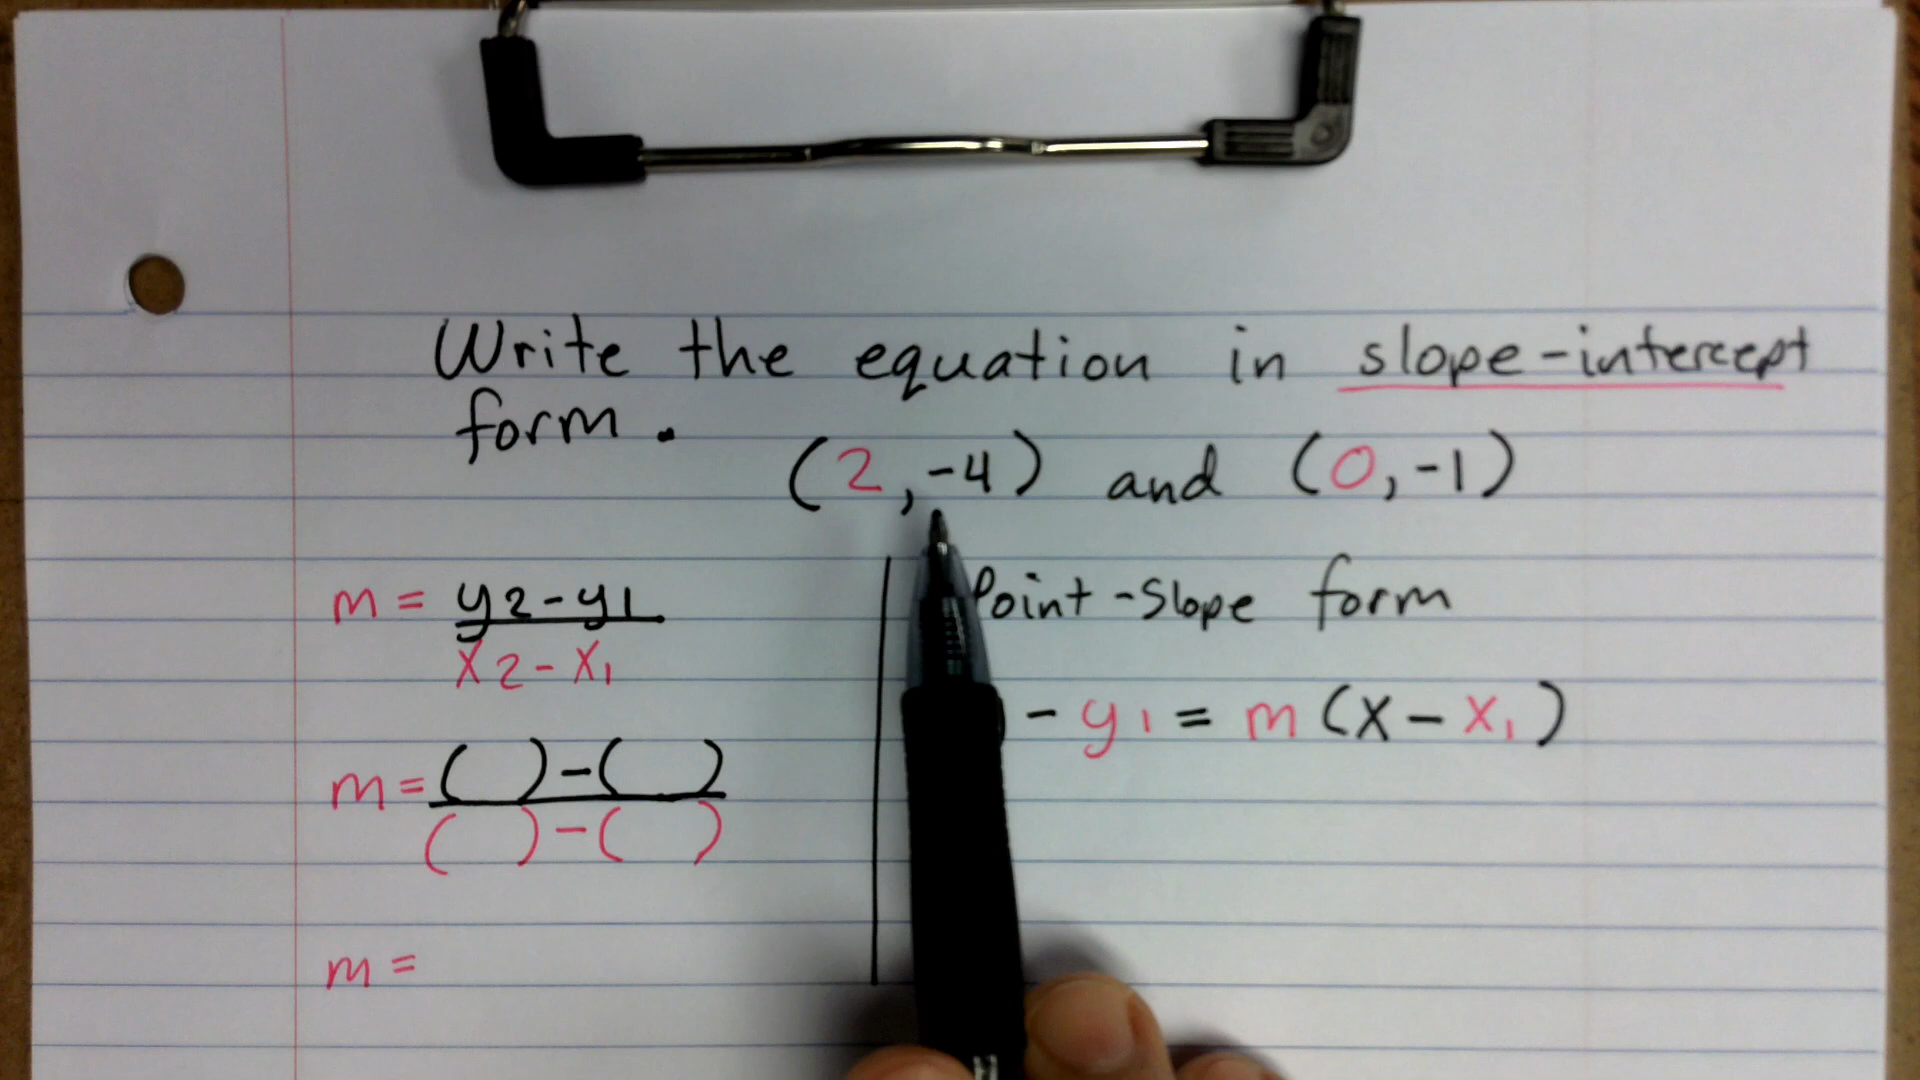 Write the equation in slope-intercept
form.
(2,-4) and (0,-1)
m = y2-y1
x2-x1
m = ( )-( )
( )-( )
m =
Point-Slope form
- y1 = m (x - x1)